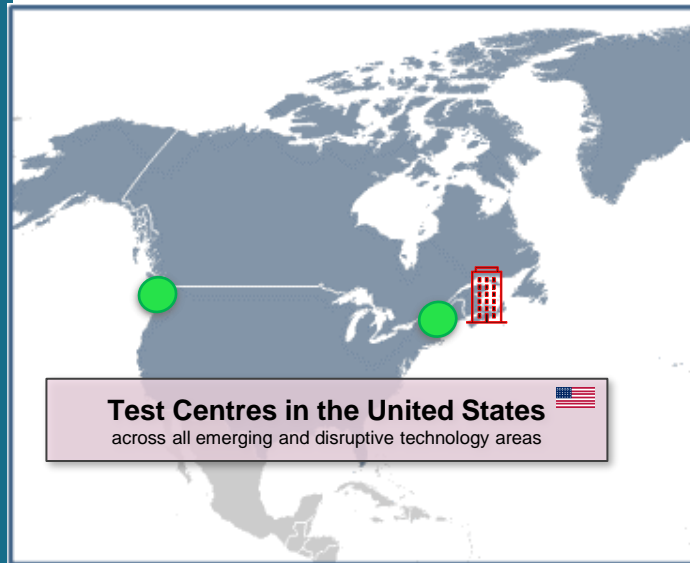 Test Centres in the United States
across all emerging and disruptive technology areas